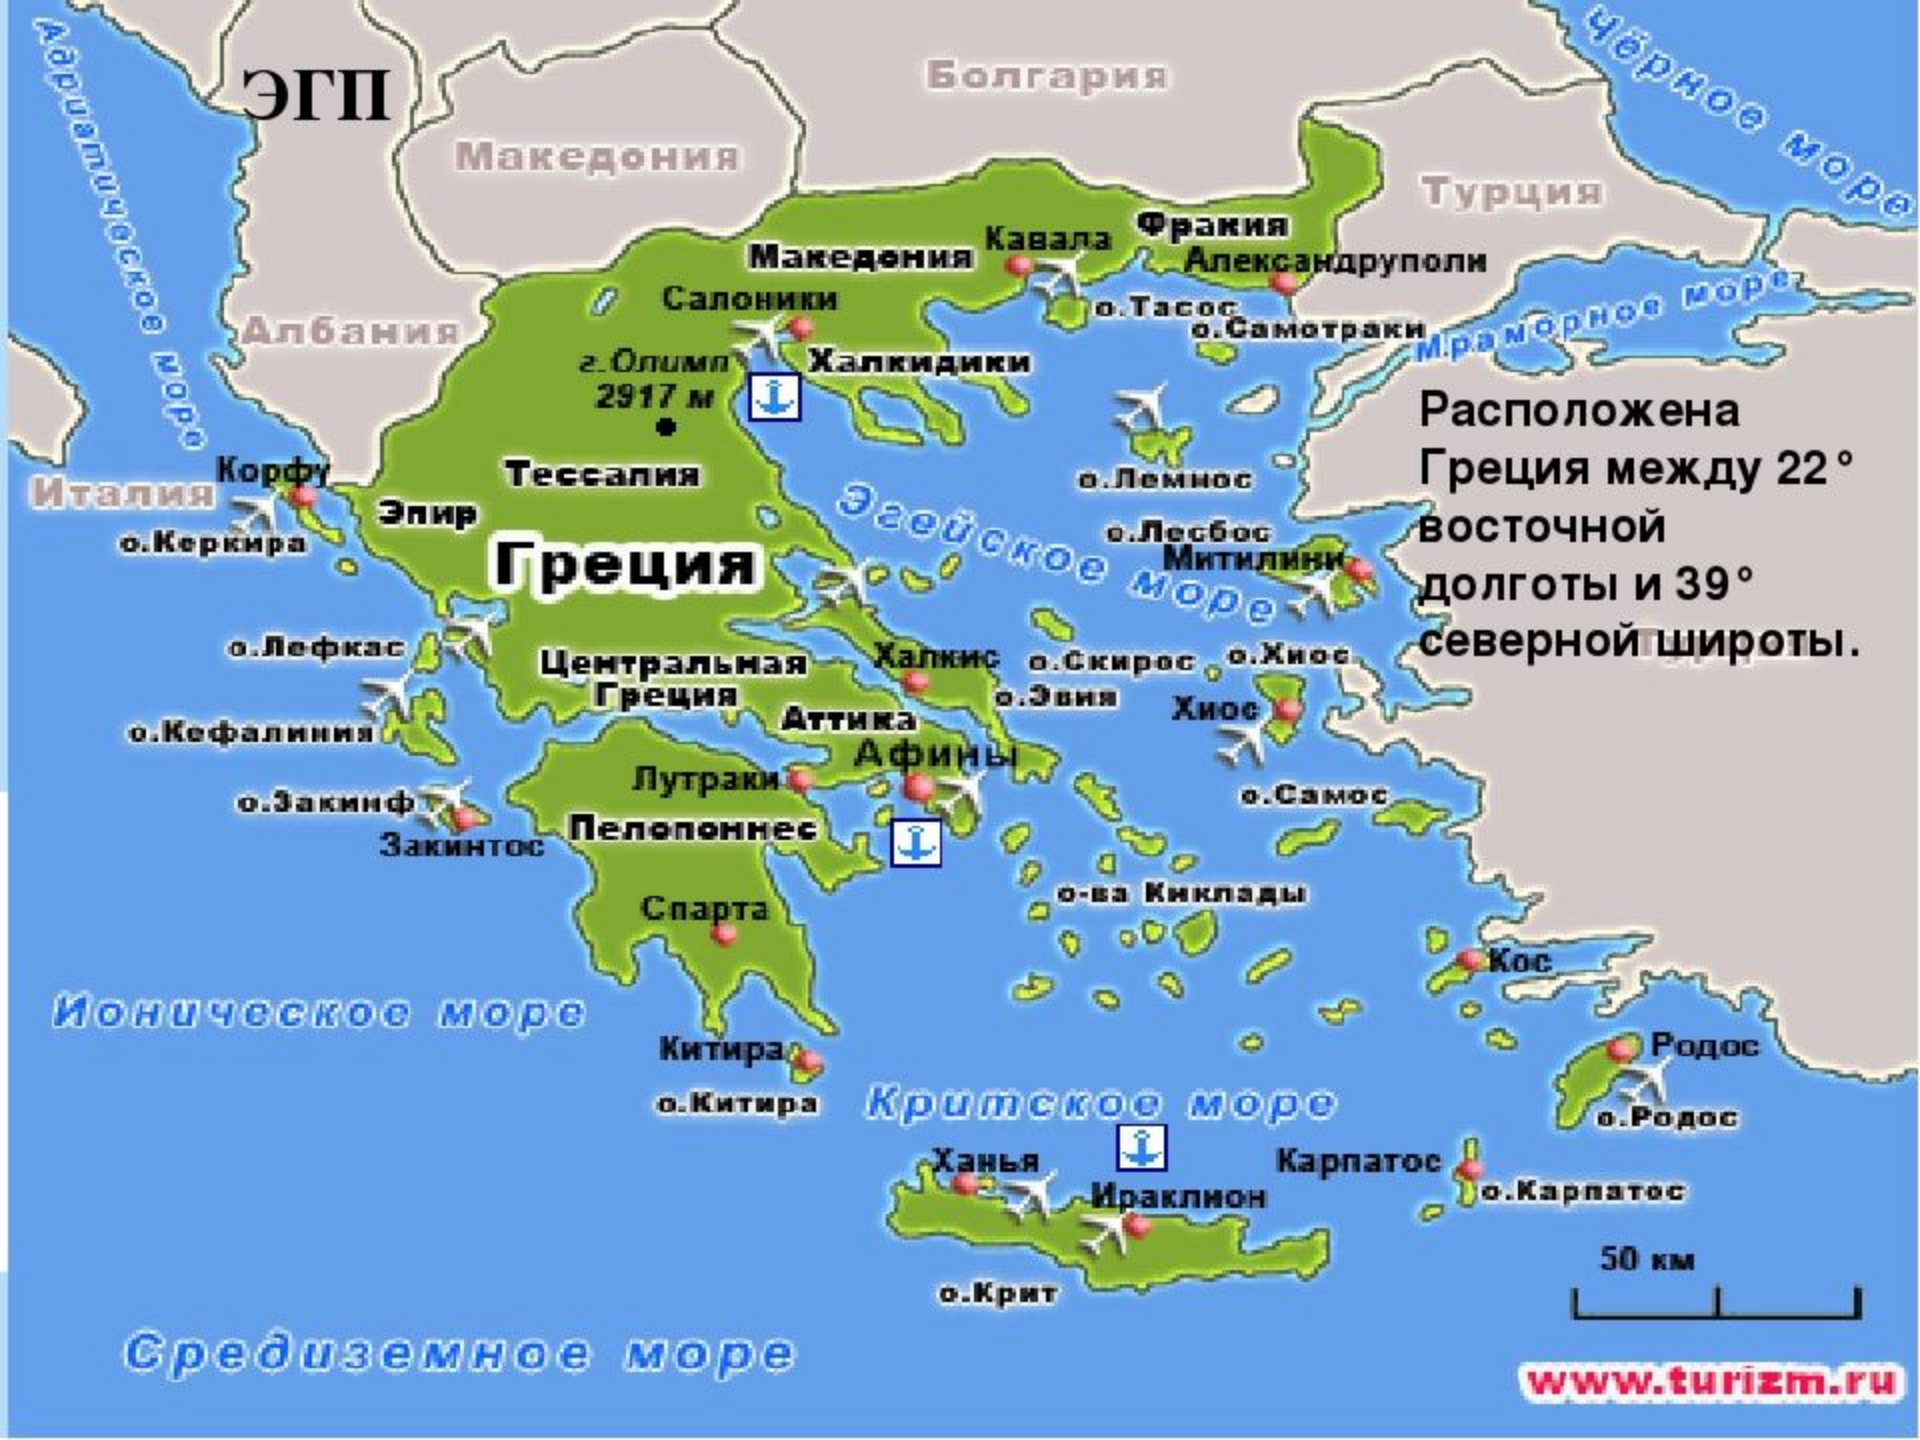 Адриатическое море
ЭГП
Болгария
Чёрное море
Македония
Турция
Фракия
Кавала
Македония
Александруполи
Салоники
о.Тасос
о.Самотраки
Мраморное море
Албания
г.Олимп
2917 м
Халкидики
Расположена
Греция между 22°
восточной
долготы и 39°
северной широты.
Корфу
Италия
Тессалия
о.Лемнос
Эпир
Эгейское море
о.Керкира
о.Лесбос
Митилини
Греция
о.Лефкас
Центральная
Греция
Халкис
о.Скирос
о.Хиос
о.Эвия
Хиос
Аттика
о.Кефалиния
Афины
Лутраки
о.Закинф
о.Самос
Пелопоннес
Закинтос
о-ва Киклады
Спарта
Кос
Ионическое море
Китира
Родос
о.Китира
Критское море
о.Родос
Ханья
Карпатос
Ираклион
о.Карпатос
50 км
о.Крит
Средиземное море
www.turizm.ru